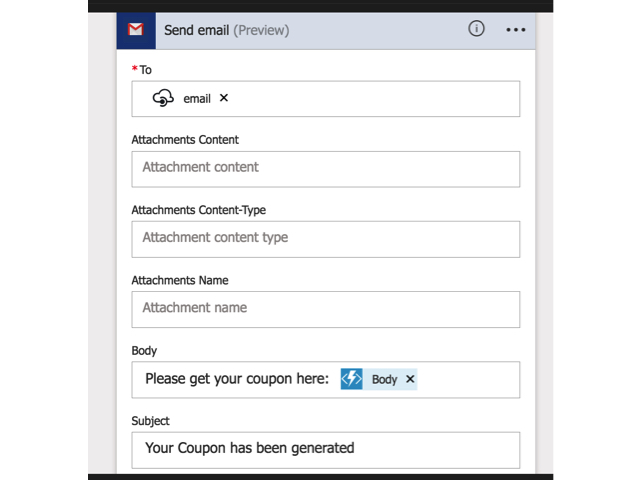 Send email (Preview)
*To
email ×
Attachments Content
Attachment content
Attachments Content-Type
Attachment content type
Attachments Name
Attachment name
Body
Please get your coupon here: Body ×
Subject
Your Coupon has been generated